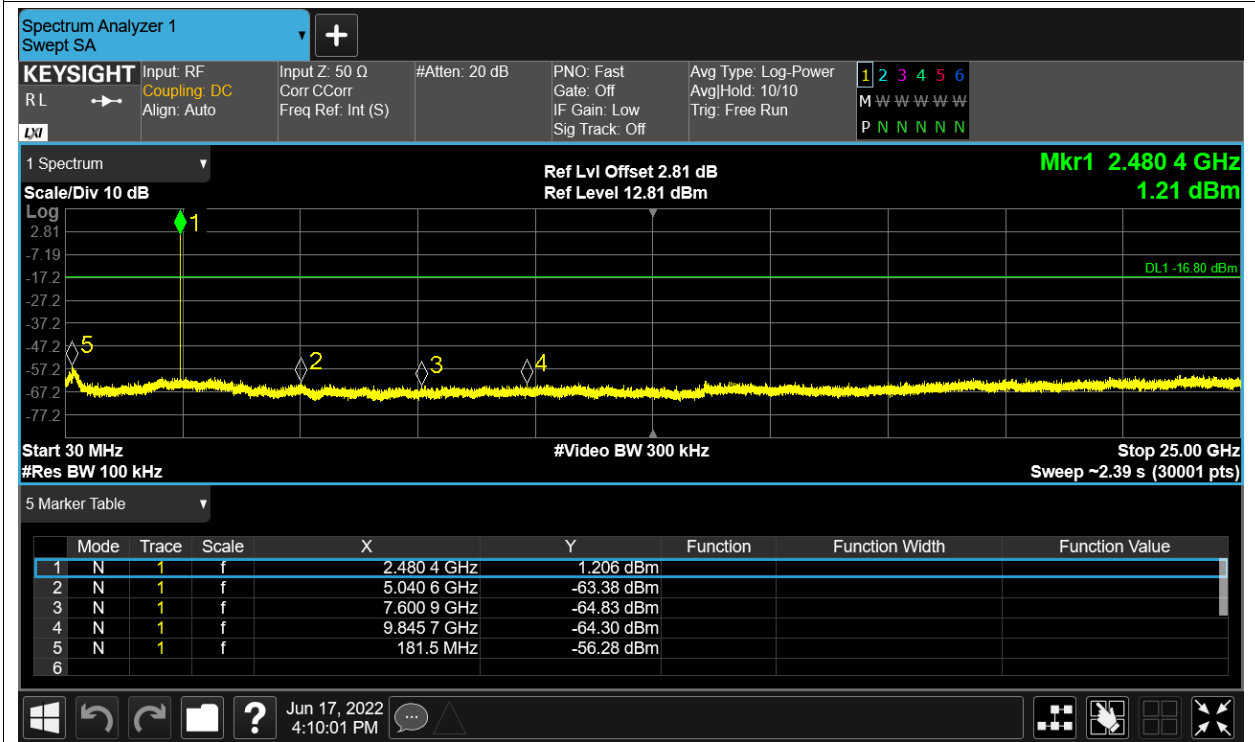 Spectrum Analyzer 1
Swept SA
+
KEYSIGHT
RL
LXI
Input: RF
Coupling: DC
Align: Auto
Input Z: 50 Ω
Corr CCorr
Freq Ref: Int (S)
#Atten: 20 dB
PNO: Fast
Gate: Off
IF Gain: Low
Sig Track: Off
Avg Type: Log-Power
Avg|Hold: 10/10
Trig: Free Run
1 2 3 4 5 6
M W W W W W
P N N N N N
1 Spectrum
Scale/Div 10 dB
Ref Lvl Offset 2.81 dB
Ref Level 12.81 dBm
Mkr1 2.480 4 GHz
1.21 dBm
Log
2.81
-7.19
-17.2
-27.2
-37.2
-47.2
-57.2
-67.2
-77.2
1
DL1 -16.80 dBm
5
2
3
4
Start 30 MHz
#Res BW 100 kHz
#Video BW 300 kHz
Stop 25.00 GHz
Sweep ~2.39 s (30001 pts)
5 Marker Table
Mode Trace Scale X Y Function Function Width Function Value
1 N 1 f 2.480 4 GHz 1.206 dBm
2 N 1 f 5.040 6 GHz -63.38 dBm
3 N 1 f 7.600 9 GHz -64.83 dBm
4 N 1 f 9.845 7 GHz -64.30 dBm
5 N 1 f 181.5 MHz -56.28 dBm
6
?
Jun 17, 2022
4:10:01 PM